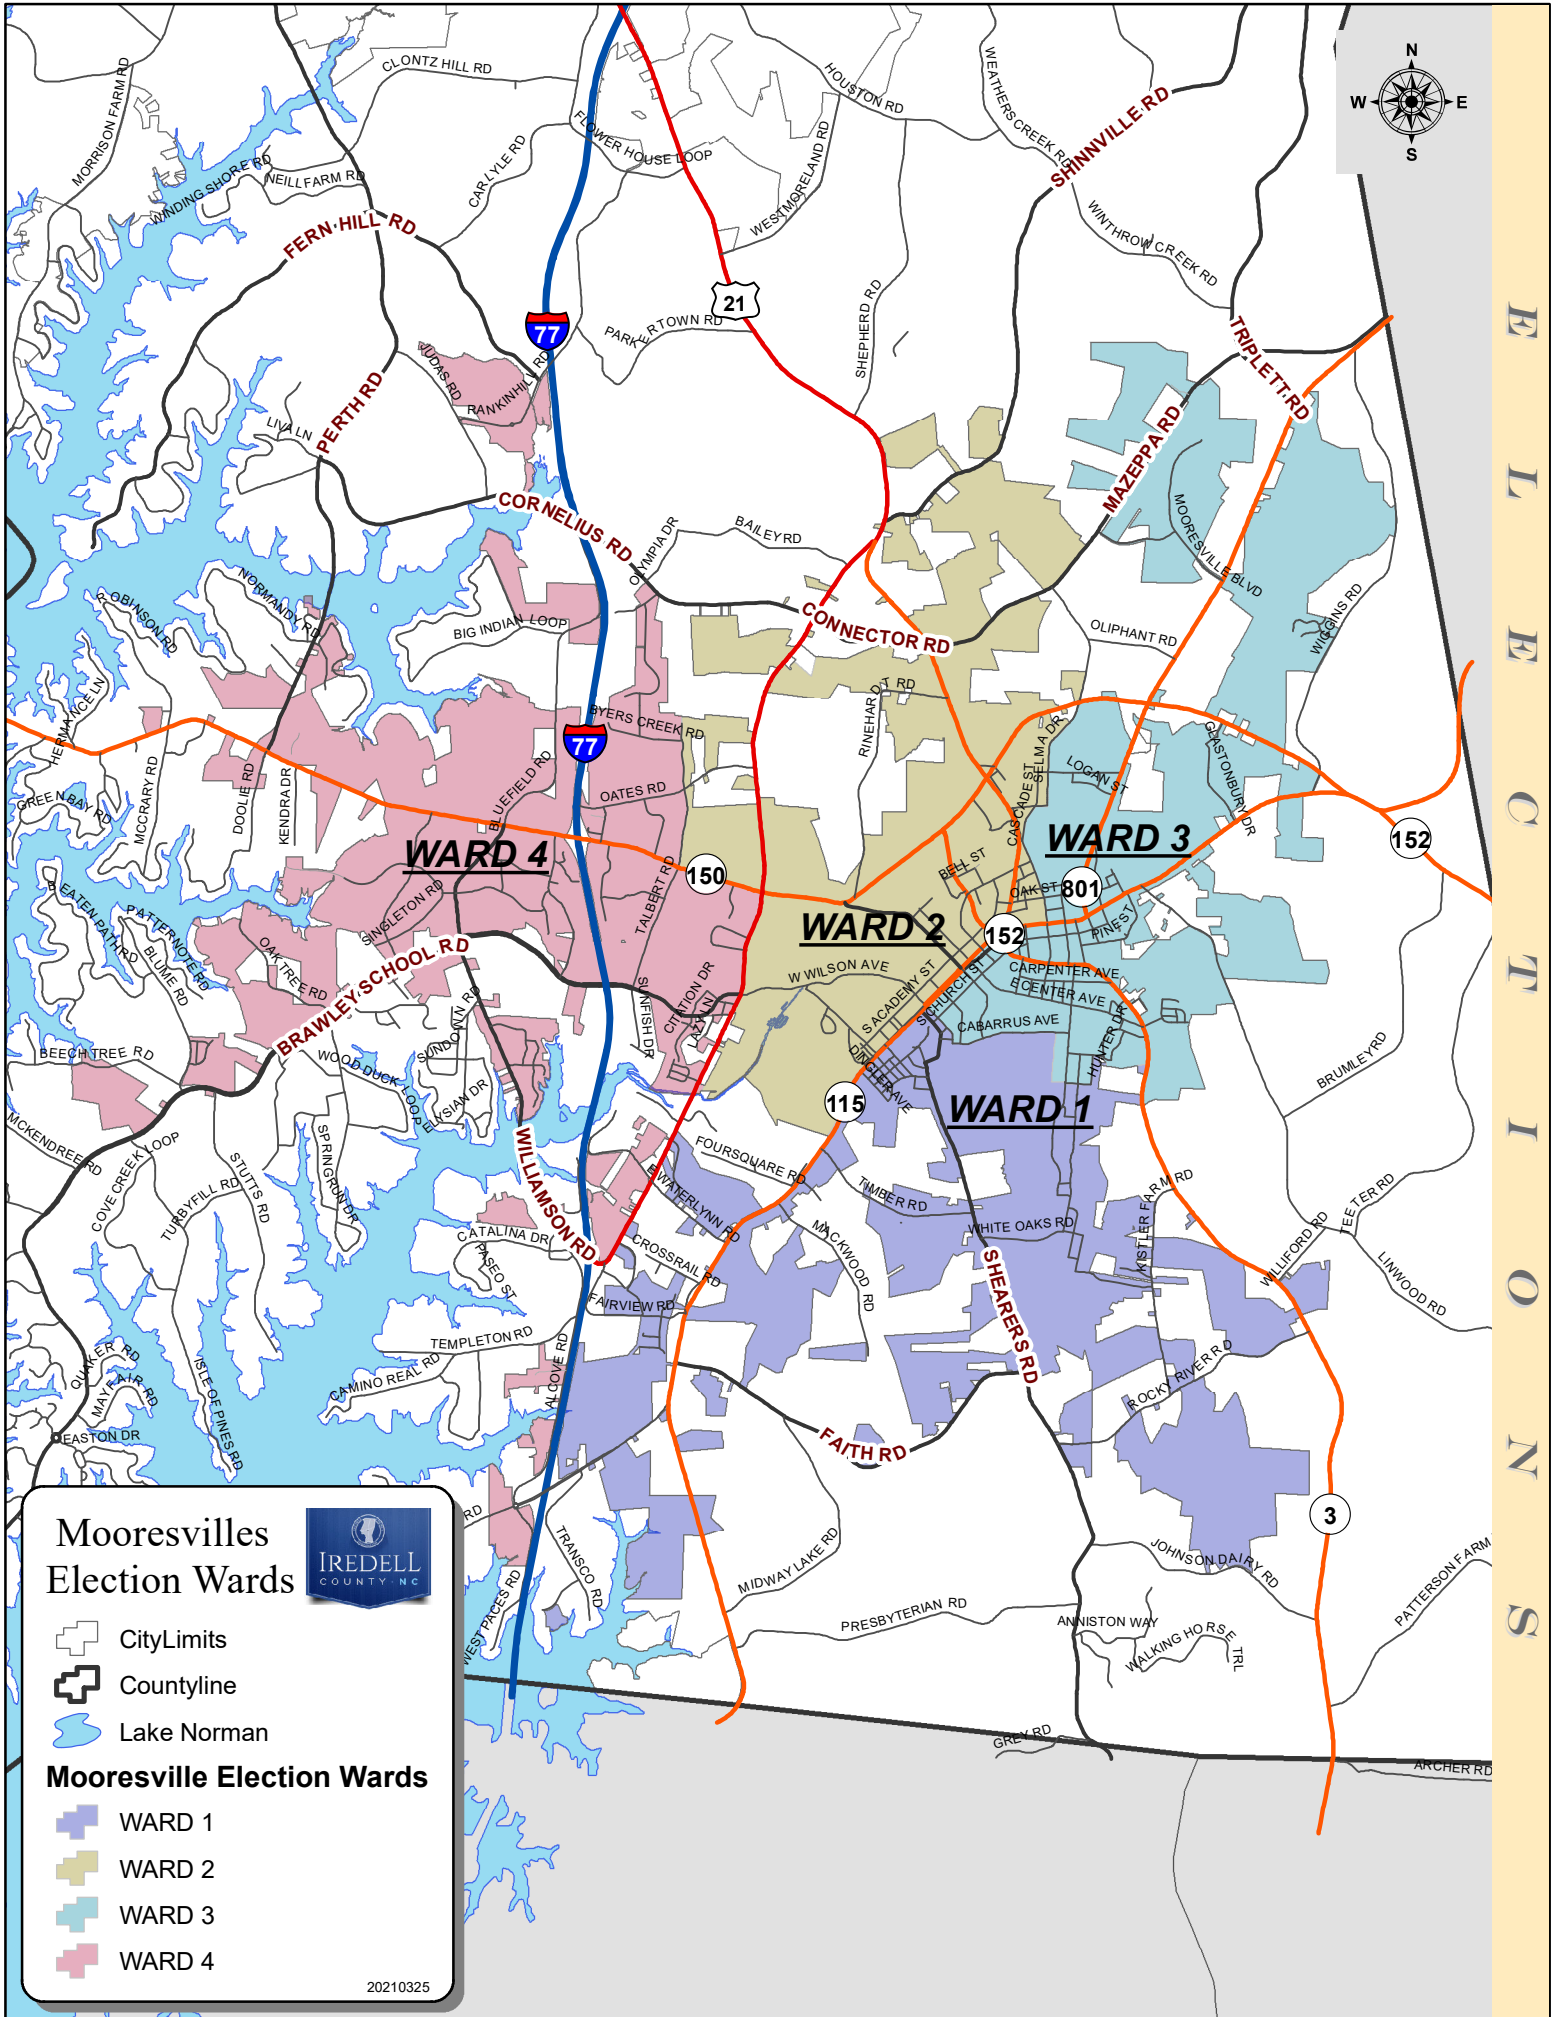 N
W E
S
ELECTIONS
MORRISON FARM RD
CLONTZ HILL RD
HOUSTON RD
WEATHERS CREEK RD
SHINNVILLE RD
FLOWER HOUSE LOOP
CARLYLE RD
WESTMORELAND RD
WINDING SHORE RD
NEILL FARM RD
FERN HILL RD
WINTHROW CREEK RD
21
77
PARKERTOWN RD
SHEPHERD RD
TRIPLETT RD
JUDAS RD
RANKINHILL RD
PERTH RD
LIVA LN
MAZEPPA RD
CORNELIUS RD
OLYMPIA DR
BAILEY RD
MOORESVILLE BLVD
NORMANDY RD
ROBINSON RD
BIG INDIAN LOOP
CONNECTOR RD
OLIPHANT RD
WIGGINS RD
HERMANCE LN
RINEHARDT RD
BYERS CREEK RD
77
SELMA DR
GLASTONBURY DR
LOGAN ST
CASCADE ST
MCCRARY RD
DOOLIE RD
KENDRA DR
BLUEFIELD RD
OATES RD
GREEN BAY RD
WARD 4
WARD 3
152
150
BELL ST
OAK ST
801
SINGLETON RD
TALBERT RD
WARD 2
152
PINE ST
BEATEN PATH RD
PATTERNOTE RD
BLUME RD
OAK TREE RD
BRAWLEY SCHOOL RD
W WILSON AVE
S ACADEMY ST
S CHURCH ST
CARPENTER AVE
E CENTER AVE
CABARRUS AVE
HUNTER DR
SUNFISH DR
CITATION DR
LAZY LN
SUNDOWN RD
BEECH TREE RD
WOOD DUCK LOOP
ELYSIAN DR
DINGLER AVE
115
WARD 1
BRUMLEY RD
MCKENDREE RD
COVE CREEK LOOP
TURBYFILL RD
STUTTS RD
SPRINGRUN DR
WILLIAMSON RD
FOURSQUARE RD
E WATERLYNN RD
TIMBER RD
WHITE OAKS RD
KISTLER FARM RD
TEETER RD
WILLIFORD RD
LINWOOD RD
CATALINA DR
PASEO ST
CROSSRAIL RD
MACKWOOD RD
SHEARERS RD
FAIRVIEW RD
TEMPLETON RD
CAMINO REAL RD
ALCOVE RD
QUAKER RD
MAYFAIR RD
ISLE OF PINES RD
EASTON DR
ROCKY RIVER RD
FAITH RD
RD
3
TRANSCO RD
WEST PACES RD
MIDWAY LAKE RD
PRESBYTERIAN RD
JOHNSON DAIRY RD
PATTERSON FARM
ANNISTON WAY
WALKING HORSE TRL
GREY RD
ARCHER RD
Mooresvilles
Election Wards
IREDELL
COUNTY NC
CityLimits
Countyline
Lake Norman
Mooresville Election Wards
WARD 1
WARD 2
WARD 3
WARD 4
20210325